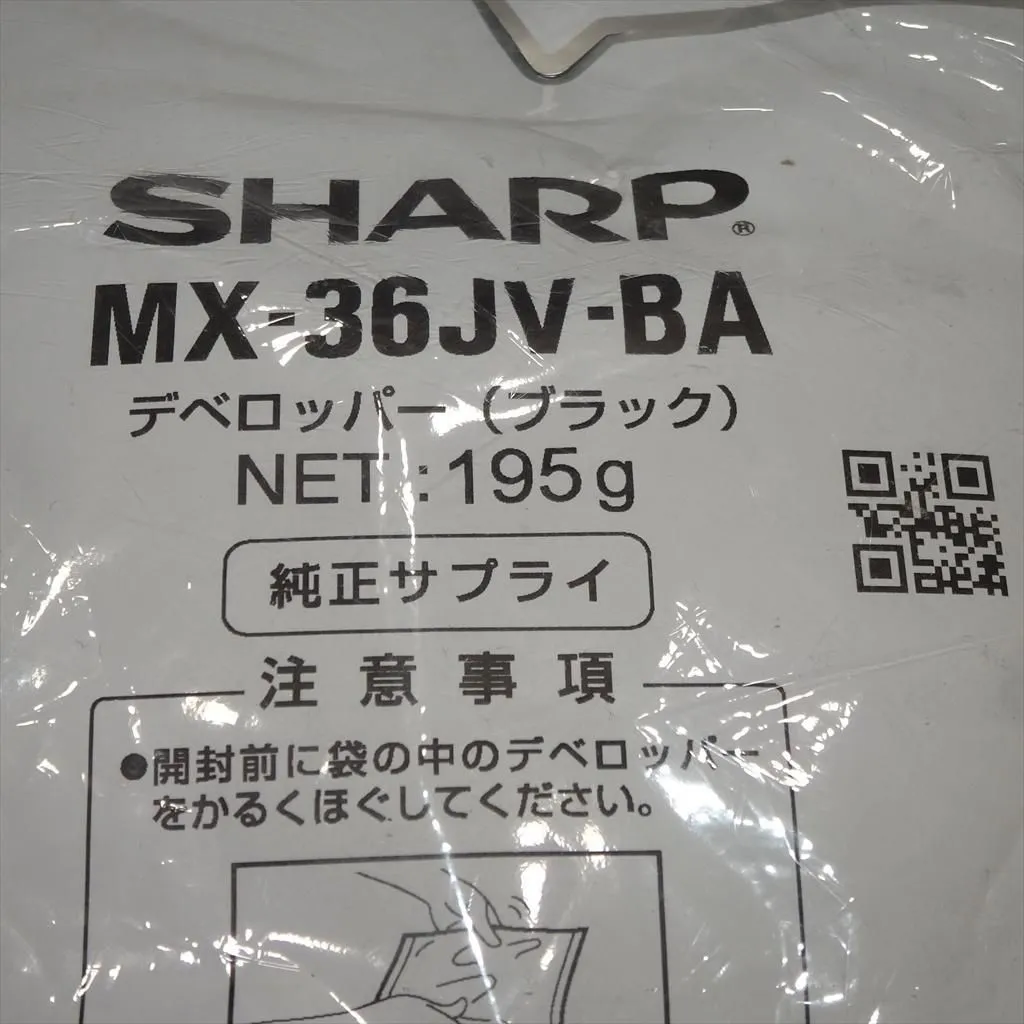 SHARP®
MX-36JV-BA
デベロッパー（ブラック）
NET：195g
純正サプライ
注意事項
●開封前に袋の中のデベロッパー
をかるくほぐしてください。